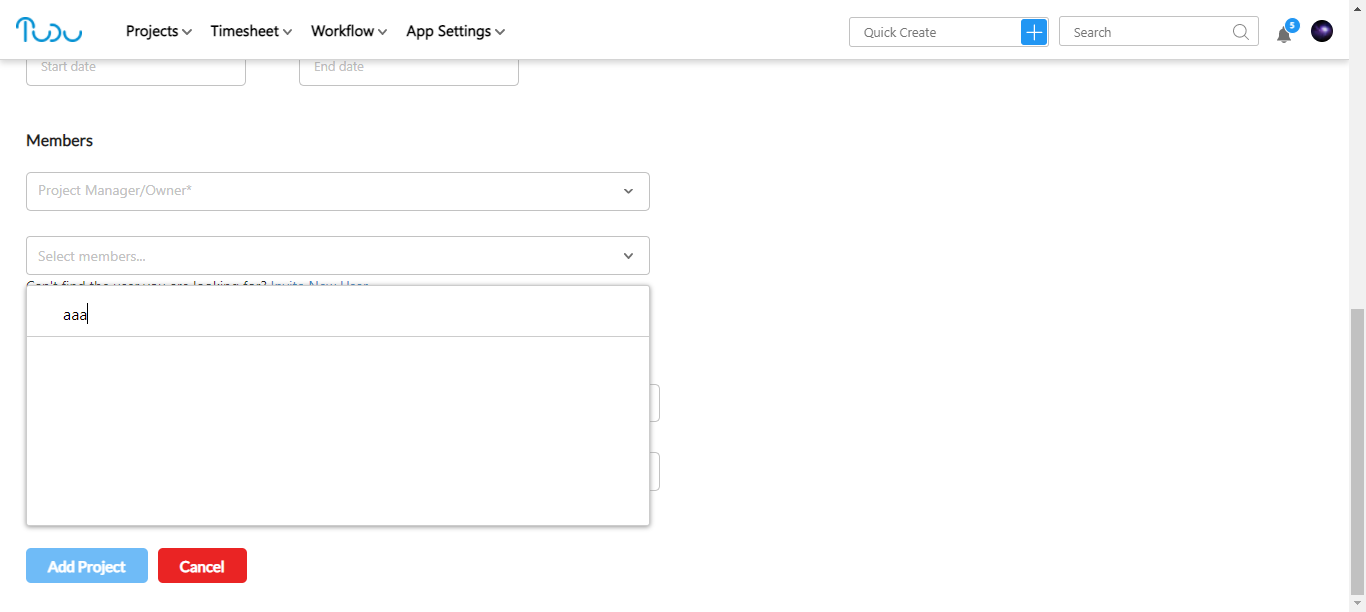 TUDU
Projects Timesheet Workflow App Settings Quick Create Search 5
Start date End date
Members
Project Manager/Owner*
Select members...
Can't find the user you are looking for? Invite New User
aaa
Add Project Cancel